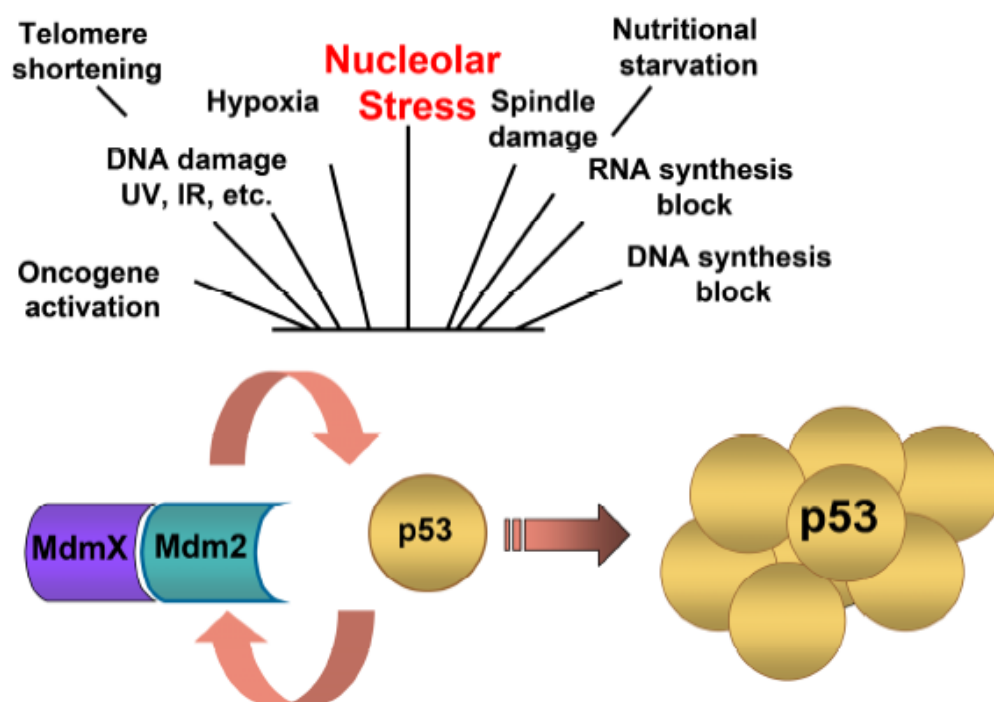 Telomere
shortening
Hypoxia
Nucleolar
Stress
Spindle
damage
Nutritional
starvation
DNA damage
UV, IR, etc.
RNA synthesis
block
Oncogene
activation
DNA synthesis
block
MdmX
Mdm2
p53
p53